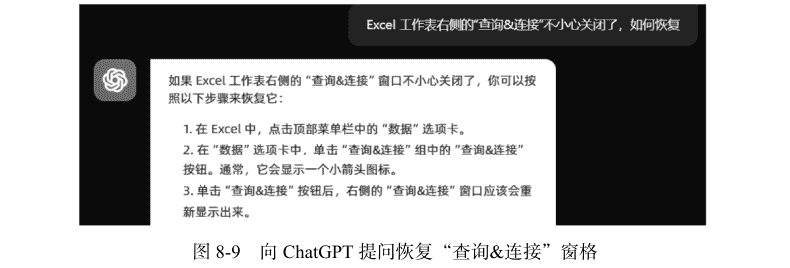 Excel 工作表右侧的“查询&连接”不小心关闭了，如何恢复
如果 Excel 工作表右侧的“查询&连接”窗口不小心关闭了，你可以按
照以下步骤来恢复它：
1. 在 Excel 中，点击顶部菜单栏中的“数据”选项卡。
2. 在“数据”选项卡中，单击“查询&连接”组中的“查询&连接”
按钮。通常，它会显示一个小箭头图标。
3. 单击“查询&连接”按钮后，右侧的“查询&连接”窗口应该会重
新显示出来。
图 8-9　向 ChatGPT 提问恢复“查询&连接”窗格